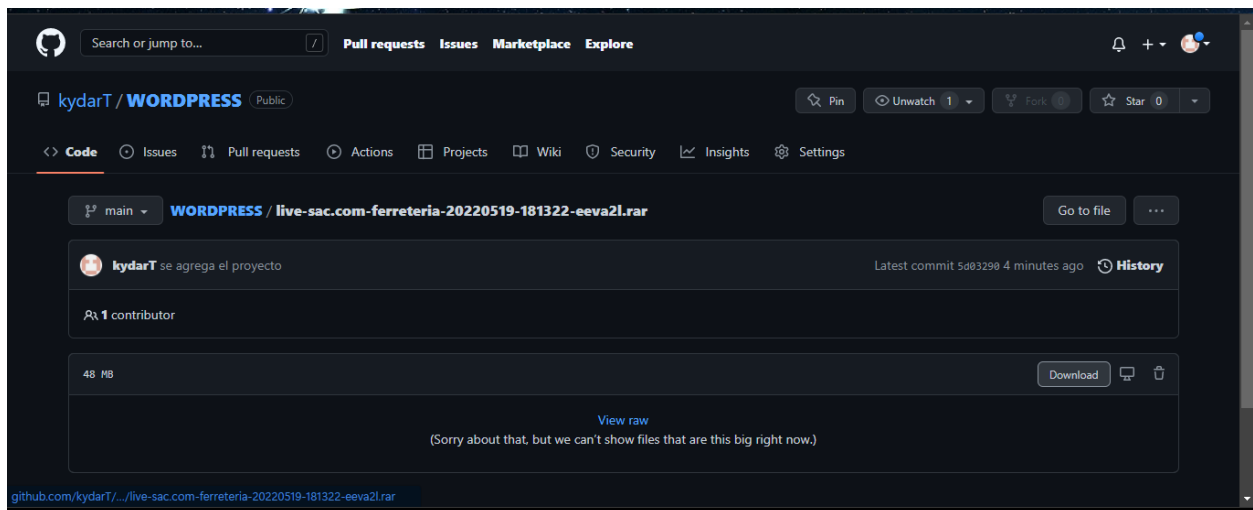 Search or jump to... / Pull requests Issues Marketplace Explore
kydarT / WORDPRESS Public Pin Unwatch 1 Fork 0 Star 0
Code Issues Pull requests Actions Projects Wiki Security Insights Settings
main WORDPRESS / live-sac.com-ferreteria-20220519-181322-eeva2l.rar Go to file ...
kydarT se agrega el proyecto Latest commit 5d03290 4 minutes ago History
1 contributor
48 MB Download
View raw
(Sorry about that, but we can't show files that are this big right now.)
github.com/kydarT/.../live-sac.com-ferreteria-20220519-181322-eeva2l.rar